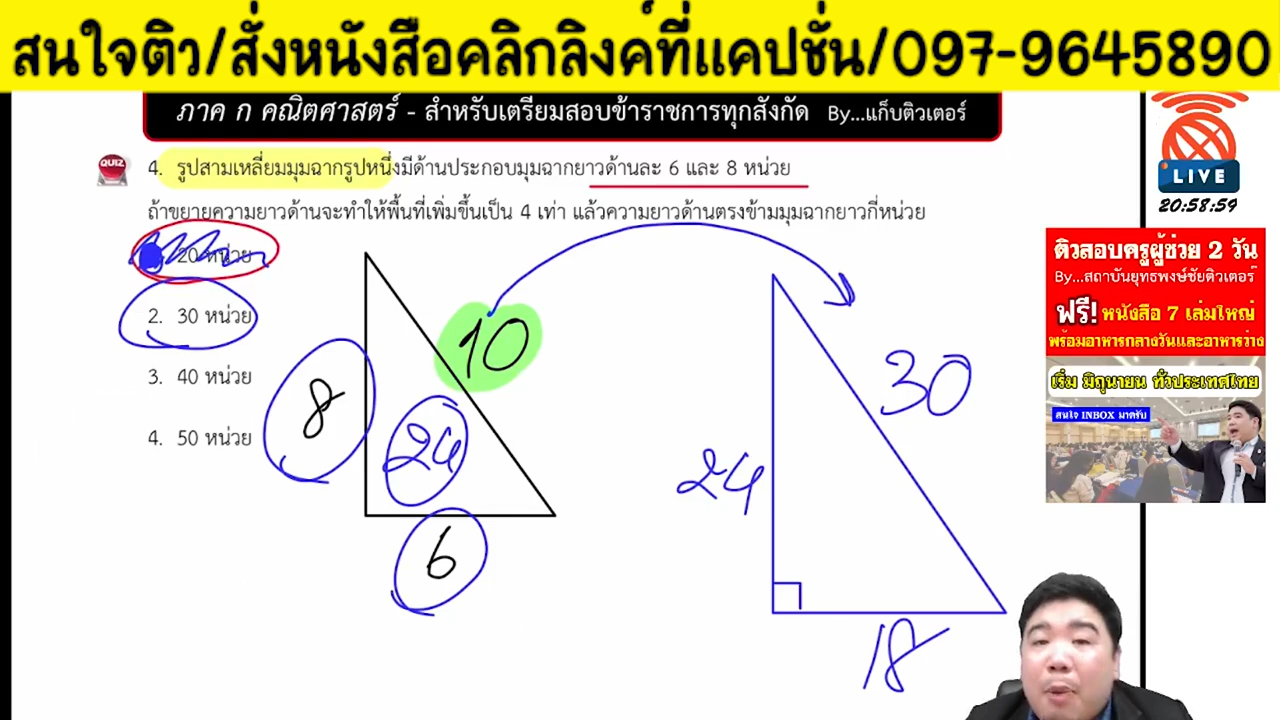 สนใจติว/สั่งหนังสือคลิกลิงค์ที่แคปชั่น/097-9645890
ภาค ก คณิตศาสตร์ - สำหรับเตรียมสอบข้าราชการทุกสังกัด By...แก็บติวเตอร์
QUIZ
4. รูปสามเหลี่ยมมุมฉากรูปหนึ่งมีด้านประกอบมุมฉากยาวด้านละ 6 และ 8 หน่วย
ถ้าขยายความยาวด้านจะทำให้พื้นที่เพิ่มขึ้นเป็น 4 เท่า แล้วความยาวด้านตรงข้ามมุมฉากยาวกี่หน่วย
20 หน่วย
2. 30 หน่วย
3. 40 หน่วย
4. 50 หน่วย
10
8
24
6
30
24
18
LIVE
20:58:59
ติวสอบครูผู้ช่วย 2 วัน
By...สถาบันยุทธพงษ์ชัยติวเตอร์
ฟรี! หนังสือ 7 เล่มใหญ่
พร้อมอาหารกลางวันและอาหารว่าง
เริ่ม มิถุนายน ทั่วประเทศไทย
สนใจ INBOX มาครับ